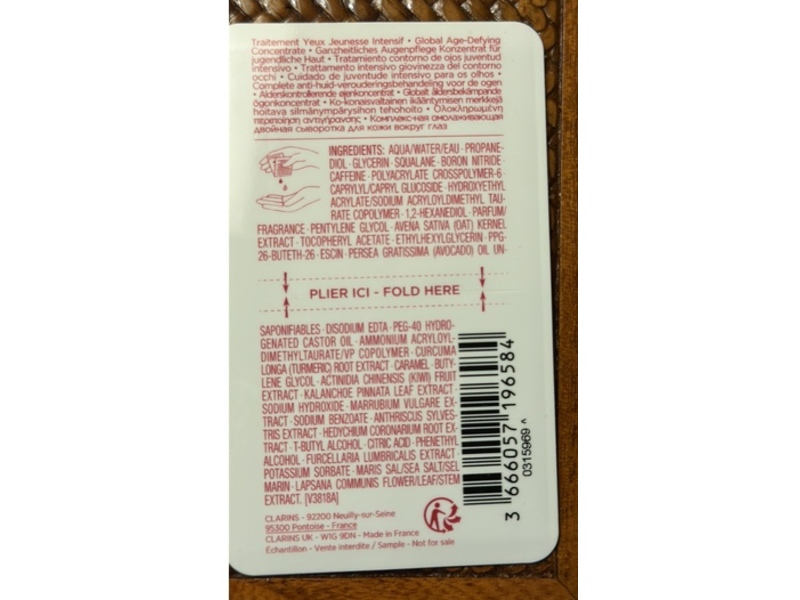 Traitement Yeux Jeunesse Intensif • Global Age-Defying
Concentrate • Ganzheitliches Augenpflege Konzentrat für
jugendliche Haut • Tratamiento contorno de ojos juventud
intensivo • Trattamento intensivo giovinezza del contorno
occhi • Cuidado de juventude intensivo para os olhos •
Complete anti-huid-verouderingsbehandeling voor de ogen
• Alderskontrollerende øjenkoncentrat • Globalt åldersbekämpande
ögonkoncentrat • Ko-konaisvaltainen ikääntymisen merkkejä
hoitava silmänympärysihon tehohoito • Ολοκληρωμένη
περιποίηση αντιγήρανσης • Комплекс-ная омолаживающая
двойная сыворотка для кожи вокруг глаз
INGREDIENTS: AQUA/WATER/EAU · PROPANE-
DIOL · GLYCERIN · SQUALANE · BORON NITRIDE ·
CAFFEINE · POLYACRYLATE CROSSPOLYMER-6 ·
CAPRYLYL/CAPRYL GLUCOSIDE · HYDROXYETHYL
ACRYLATE/SODIUM ACRYLOYLDIMETHYL TAU-
RATE COPOLYMER · 1,2-HEXANEDIOL · PARFUM/
FRAGRANCE · PENTYLENE GLYCOL · AVENA SATIVA (OAT) KERNEL
EXTRACT · TOCOPHERYL ACETATE · ETHYLHEXYLGLYCERIN · PPG-
26-BUTETH-26 · ESCIN · PERSEA GRATISSIMA (AVOCADO) OIL UN-
PLIER ICI - FOLD HERE
SAPONIFIABLES · DISODIUM EDTA · PEG-40 HYDRO-
GENATED CASTOR OIL · AMMONIUM ACRYLOYL-
DIMETHYLTAURATE/VP COPOLYMER · CURCUMA
LONGA (TURMERIC) ROOT EXTRACT · CARAMEL · BUTY-
LENE GLYCOL · ACTINIDIA CHINENSIS (KIWI) FRUIT
EXTRACT · KALANCHOE PINNATA LEAF EXTRACT ·
SODIUM HYDROXIDE · MARRUBIUM VULGARE EX-
TRACT · SODIUM BENZOATE · ANTHRISCUS SYLVES-
TRIS EXTRACT · HEDYCHIUM CORONARIUM ROOT EX-
TRACT · T-BUTYL ALCOHOL · CITRIC ACID · PHENETHYL
ALCOHOL · FURCELLARIA LUMBRICALIS EXTRACT ·
POTASSIUM SORBATE · MARIS SAL/SEA SALT/SEL
MARIN · LAPSANA COMMUNIS FLOWER/LEAF/STEM
EXTRACT. [V3818A]
CLARINS - 92200 Neuilly-sur-Seine
95300 Pontoise - France
CLARINS UK - W1G 9DN - Made in France
Échantillon - Vente interdite / Sample - Not for sale
3 666057 196584
0315969 ^